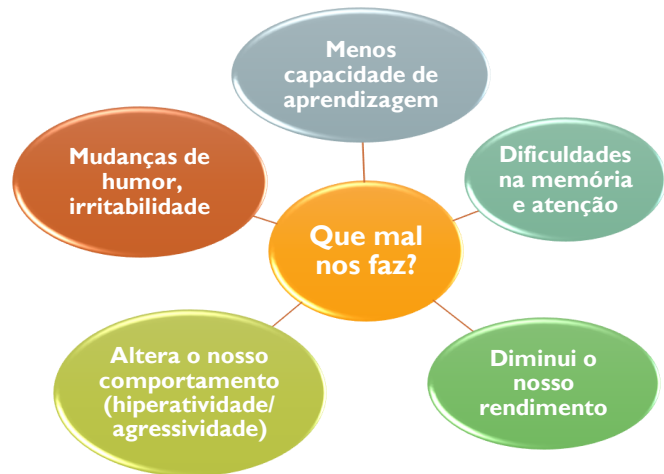 Menos
capacidade de
aprendizagem
Mudanças de
humor,
irritabilidade
Dificuldades
na memória
e atenção
Que mal
nos faz?
Altera o nosso
comportamento
(hiperatividade/
agressividade)
Diminui o
nosso
rendimento